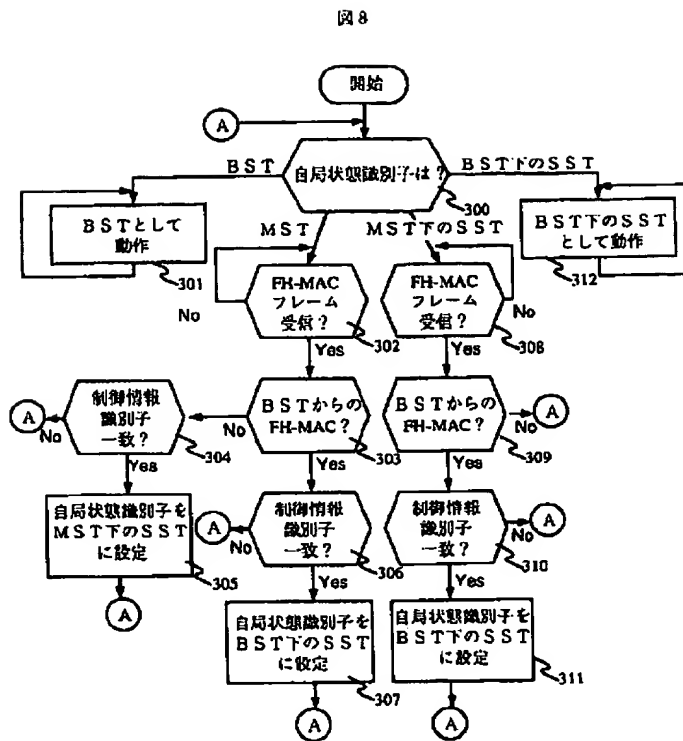 図8
開始
A
自局状態識別子は?
300
BST
BST下のSST
MST
MST下のSST
BSTとして
動作
301
BST下のSST
として動作
312
FH-MAC
フレーム
受信?
302
No
Yes
FH-MAC
フレーム
受信?
308
No
Yes
BSTからの
FH-MAC?
303
No
Yes
BSTからの
FH-MAC?
309
No
Yes
A
制御情報
識別子
一致?
304
No
Yes
A
自局状態識別子を
MST下のSST
に設定
305
A
制御情報
識別子
一致?
306
No
Yes
A
制御情報
識別子
一致?
310
No
Yes
A
自局状態識別子を
BST下のSST
に設定
307
A
自局状態識別子を
BST下のSST
に設定
311
A